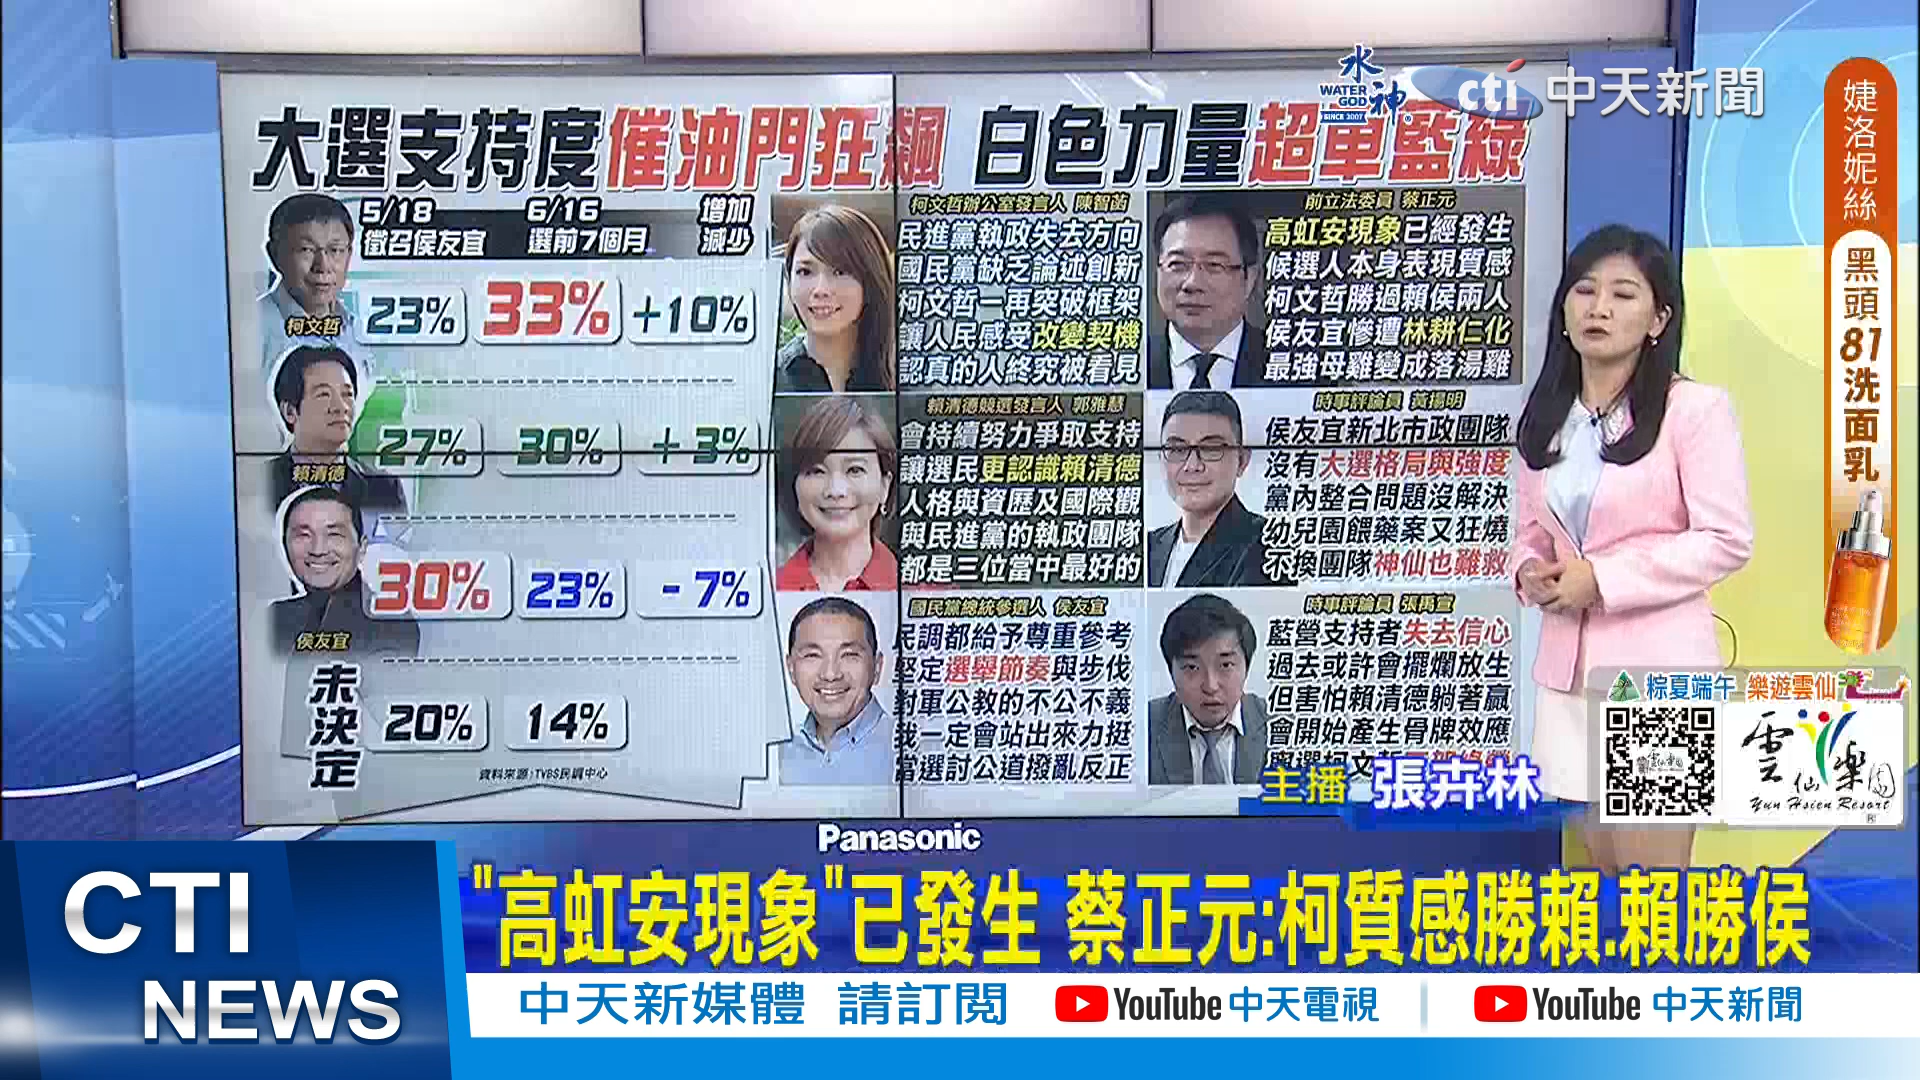 水神
WATER GOD
SINCE 2007
cti 中天新聞
大選支持度催油門狂飆 白色力量超車藍綠
5/18
徵召侯友宜
6/16
選前7個月
增加
減少
柯文哲
23% 33% +10%
賴清德
27% 30% +3%
侯友宜
30% 23% -7%
未決定
20% 14%
資料來源:TVBS民調中心
柯文哲辦公室發言人 陳智菡
民進黨執政失去方向
國民黨缺乏論述創新
柯文哲一再突破框架
讓人民感受改變契機
認真的人終究被看見
賴清德競選發言人 郭雅慧
會持續努力爭取支持
讓選民更認識賴清德
人格與資歷及國際觀
與民進黨的執政團隊
都是三位當中最好的
國民黨總統參選人 侯友宜
民調都給予尊重參考
堅定選舉節奏與步伐
對軍公教的不公不義
我一定會站出來力挺
當選討公道撥亂反正
前立法委員 蔡正元
高虹安現象已經發生
候選人本身表現質感
柯文哲勝過賴侯兩人
侯友宜慘遭林耕仁化
最強母雞變成落湯雞
時事評論員 黃揚明
侯友宜新北市政團隊
沒有大選格局與強度
黨內整合問題沒解決
幼兒園餵藥案又狂燒
不換團隊神仙也難救
時事評論員 張禹宣
藍營支持者失去信心
過去或許會擺爛放生
但害怕賴清德躺著贏
會開始產生骨牌效應
主播 張卉林
Panasonic
婕洛妮絲
黑頭81洗面乳
粽夏端午 樂遊雲仙
雲仙樂園
Yun Hsien Resort
CTI
NEWS
"高虹安現象"已發生 蔡正元:柯質感勝賴.賴勝侯
中天新媒體 請訂閱 YouTube 中天電視 | YouTube 中天新聞